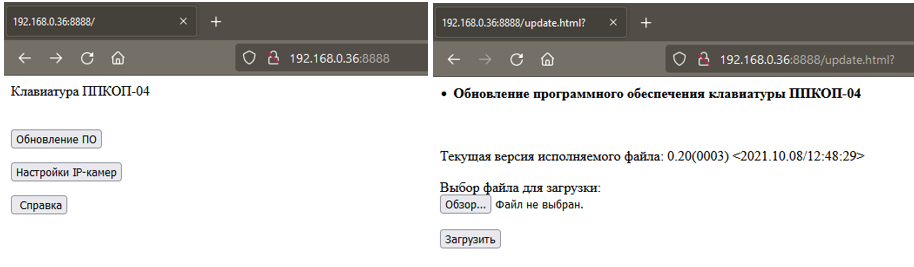 192.168.0.36:8888/
192.168.0.36:8888
Клавиатура ППКОП-04
Обновление ПО
Настройки IP-камер
Справка
192.168.0.36:8888/update.html?
192.168.0.36:8888/update.html?
• Обновление программного обеспечения клавиатуры ППКОП-04
Текущая версия исполняемого файла: 0.20(0003) <2021.10.08/12:48:29>
Выбор файла для загрузки:
Обзор... Файл не выбран.
Загрузить